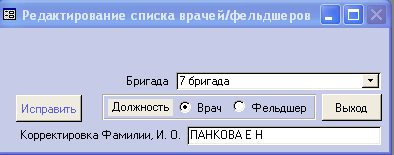 Редактирование списка врачей/фельдшеров
Бригада 7 бригада
Исправить Должность Врач Фельдшер Выход
Корректировка Фамилии, И. О. ПАНКОВА Е Н